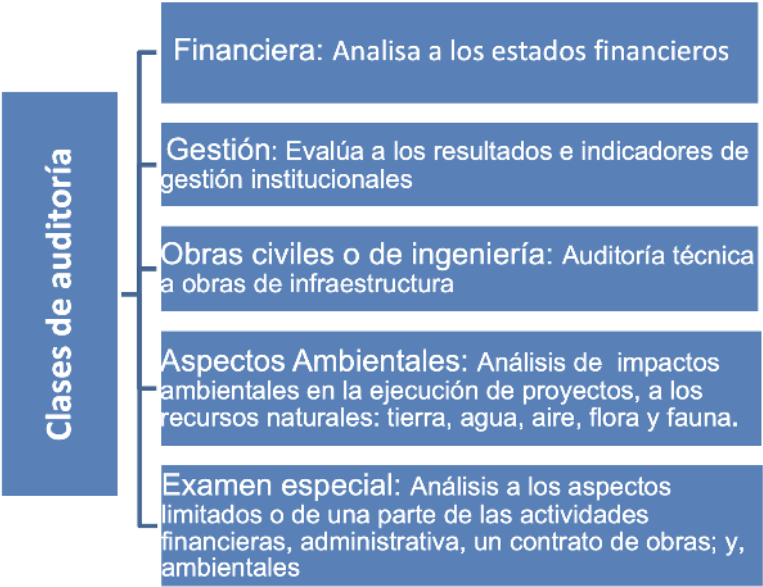 Clases de auditoría
Financiera: Analisa a los estados financieros
Gestión: Evalúa a los resultados e indicadores de
gestión institucionales
Obras civiles o de ingeniería: Auditoría técnica
a obras de infraestructura
Aspectos Ambientales: Análisis de impactos
ambientales en la ejecución de proyectos, a los
recursos naturales: tierra, agua, aire, flora y fauna.
Examen especial: Análisis a los aspectos
limitados o de una parte de las actividades
financieras, administrativa, un contrato de obras; y,
ambientales